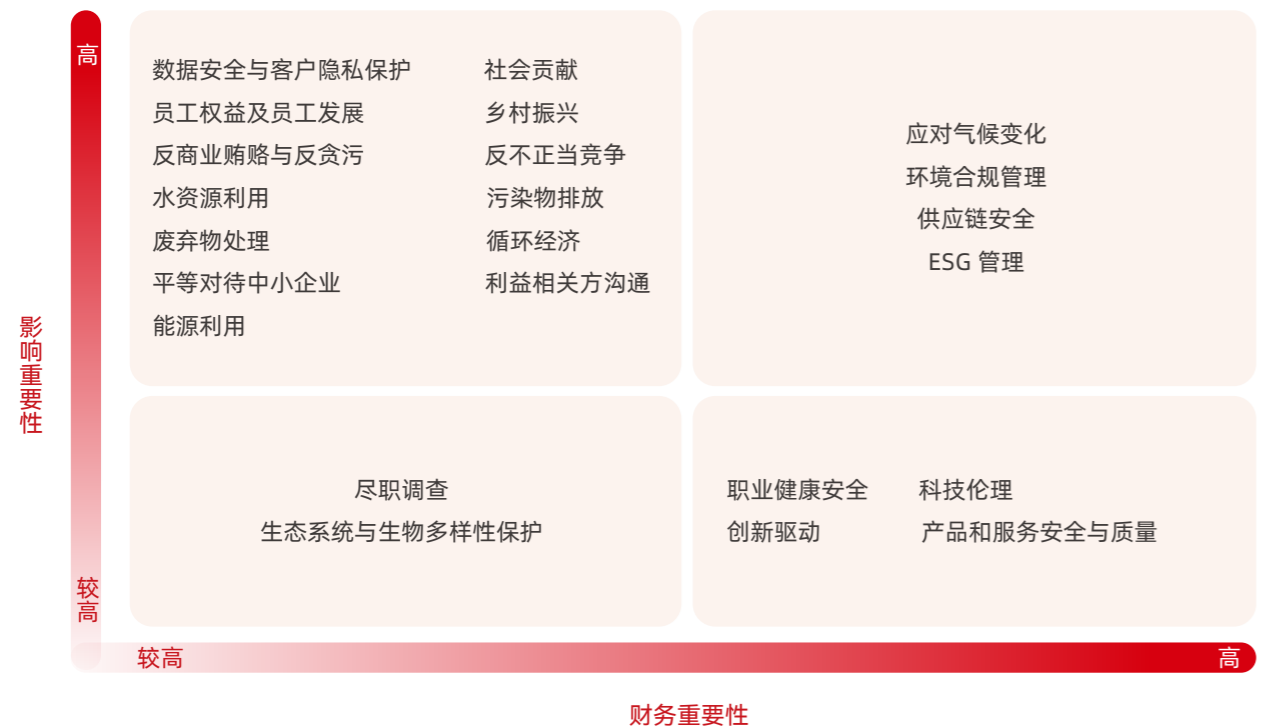 高
数据安全与客户隐私保护 社会贡献
员工权益及员工发展 乡村振兴
反商业贿赂与反贪污 反不正当竞争
水资源利用 污染物排放
废弃物处理 循环经济
平等对待中小企业 利益相关方沟通
能源利用
应对气候变化
环境合规管理
供应链安全
ESG 管理
影响重要性
尽职调查
生态系统与生物多样性保护
职业健康安全 科技伦理
创新驱动 产品和服务安全与质量
较高
较高
高
财务重要性